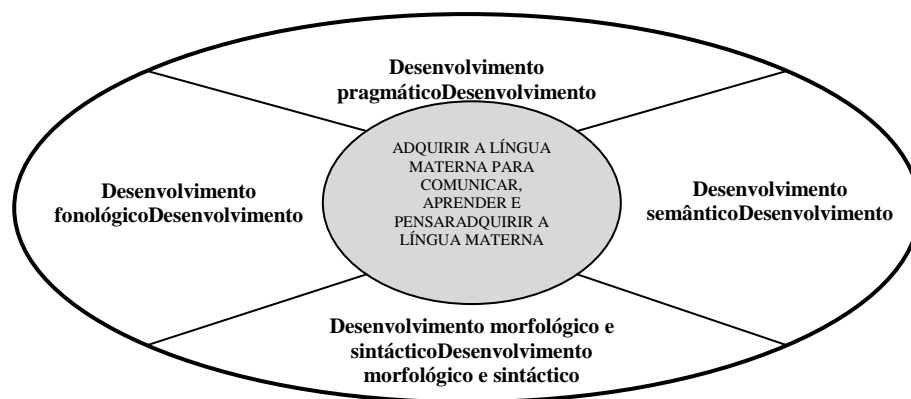 Desenvolvimento
pragmáticoDesenvolvimento
ADQUIRIR A LÍNGUA
MATERNA PARA
COMUNICAR,
APRENDER E
PENSARADQUIRIR A
LÍNGUA MATERNA
Desenvolvimento
fonológicoDesenvolvimento
Desenvolvimento
semânticoDesenvolvimento
Desenvolvimento morfológico e
sintácticoDesenvolvimento
morfológico e sintáctico